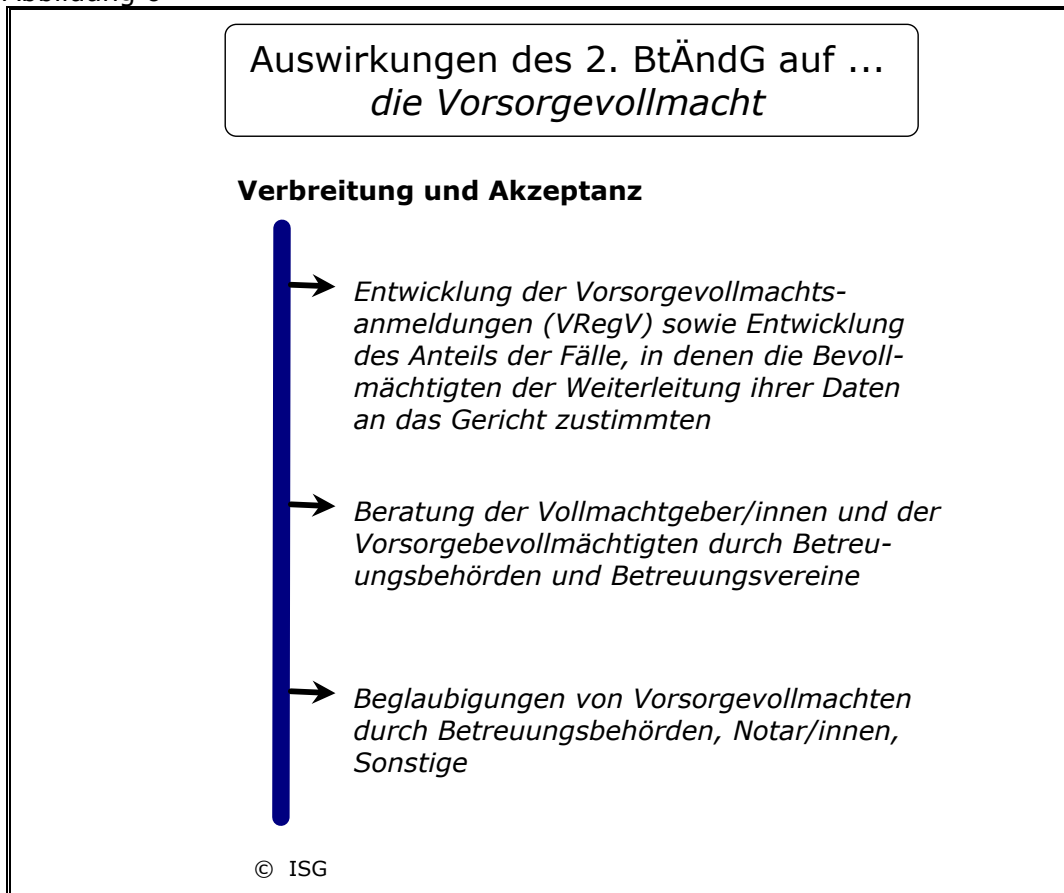 Auswirkungen des 2. BtÄndG auf ...
die Vorsorgevollmacht
Verbreitung und Akzeptanz
Entwicklung der Vorsorgevollmachts-
anmeldungen (VRegV) sowie Entwicklung
des Anteils der Fälle, in denen die Bevoll-
mächtigten der Weiterleitung ihrer Daten
an das Gericht zustimmten
Beratung der Vollmachtgeber/innen und der
Vorsorgebevollmächtigten durch Betreu-
ungsbehörden und Betreuungsvereine
Beglaubigungen von Vorsorgevollmachten
durch Betreuungsbehörden, Notar/innen,
Sonstige
© ISG